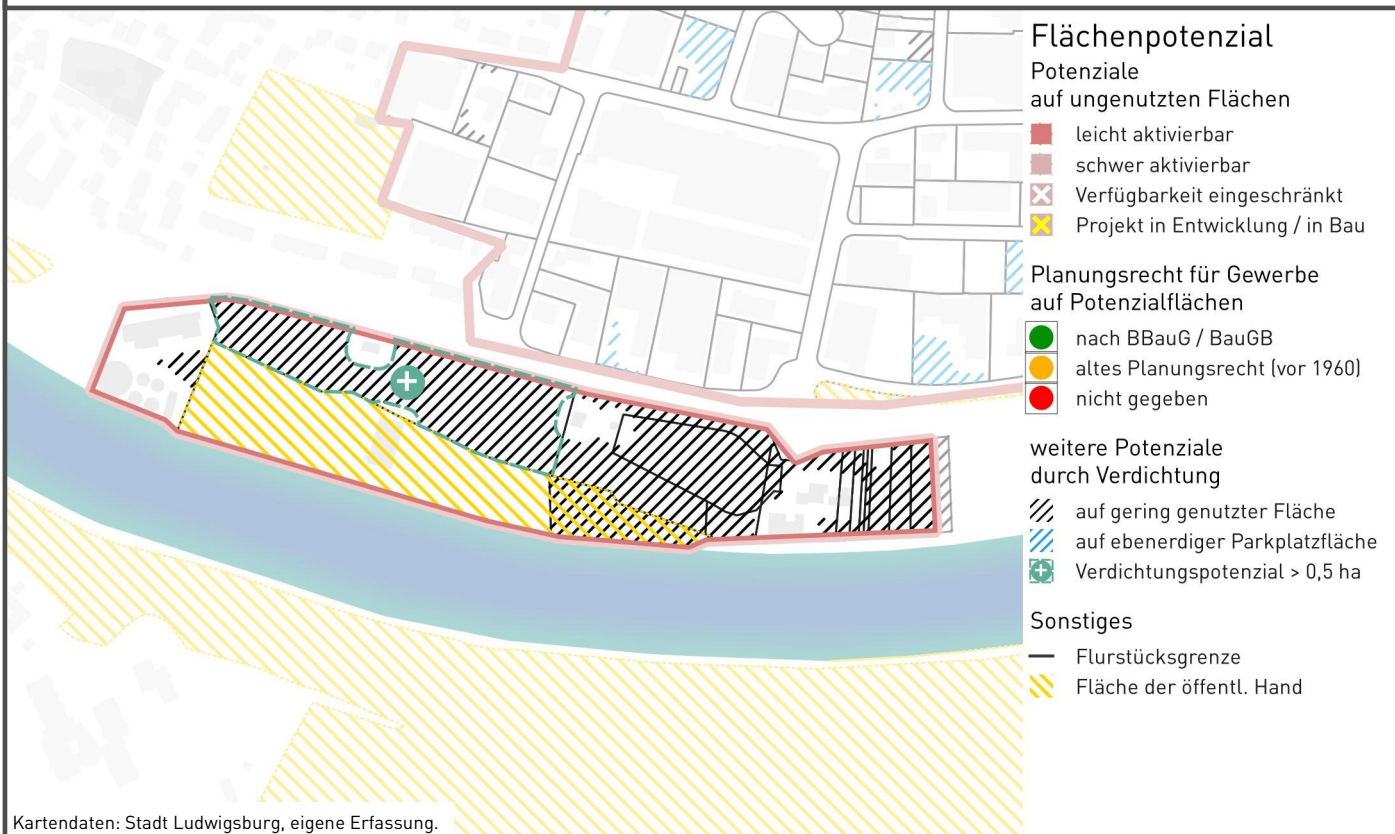 Flächenpotenzial
Potenziale
auf ungenutzten Flächen
leicht aktivierbar
schwer aktivierbar
Verfügbarkeit eingeschränkt
Projekt in Entwicklung / in Bau
Planungsrecht für Gewerbe
auf Potenzialflächen
nach BBauG / BauGB
altes Planungsrecht (vor 1960)
nicht gegeben
weitere Potenziale
durch Verdichtung
auf gering genutzter Fläche
auf ebenerdiger Parkplatzfläche
Verdichtungspotenzial > 0,5 ha
Sonstiges
Flurstücksgrenze
Fläche der öffentl. Hand
Kartendaten: Stadt Ludwigsburg, eigene Erfassung.